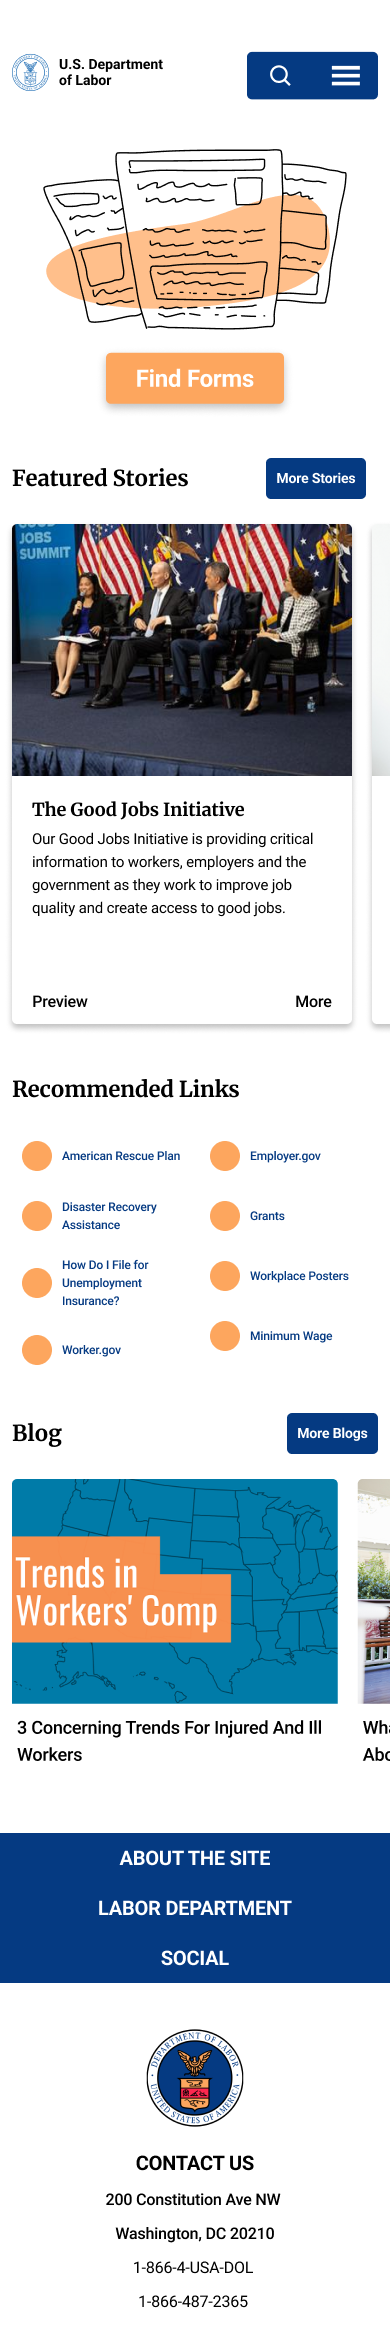 U.S. Department
of Labor
Find Forms
Featured Stories
More Stories
GOOD
JOBS
SUMMIT
The Good Jobs Initiative
Our Good Jobs Initiative is providing critical
information to workers, employers and the
government as they work to improve job
quality and create access to good jobs.
Preview
More
Recommended Links
American Rescue Plan
Employer.gov
Disaster Recovery
Assistance
Grants
How Do I File for
Unemployment
Insurance?
Workplace Posters
Worker.gov
Minimum Wage
Blog
More Blogs
Trends in
Workers' Comp
3 Concerning Trends For Injured And Ill
Workers
ABOUT THE SITE
LABOR DEPARTMENT
SOCIAL
DEPARTMENT OF LABOR
UNITED STATES OF AMERICA
CONTACT US
200 Constitution Ave NW
Washington, DC 20210
1-866-4-USA-DOL
1-866-487-2365